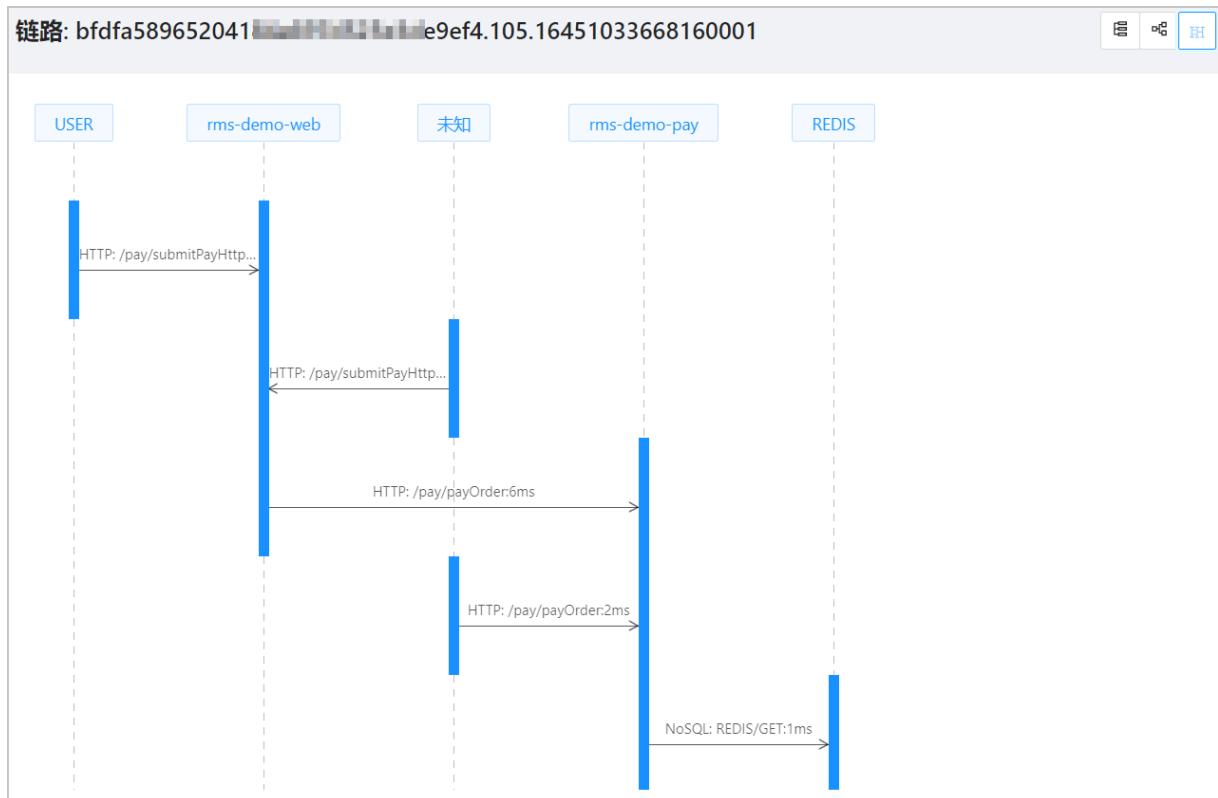 链路: bfdfa589652041 e9ef4.105.16451033668160001
USER
rms-demo-web
未知
rms-demo-pay
REDIS
HTTP: /pay/submitPayHttp...
HTTP: /pay/submitPayHttp...
HTTP: /pay/payOrder:6ms
HTTP: /pay/payOrder:2ms
NoSQL: REDIS/GET:1ms